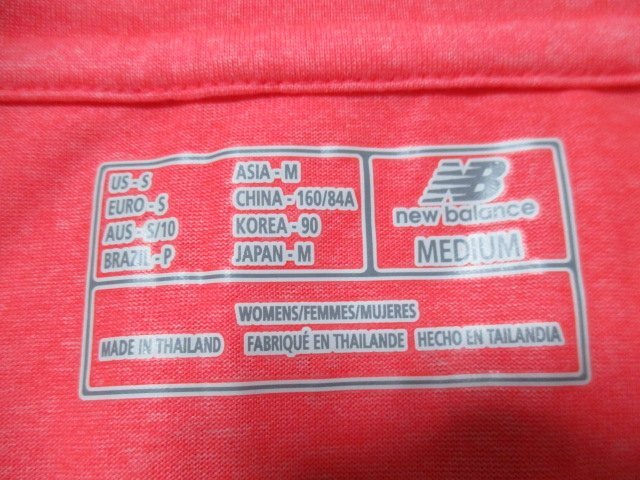 US - S
EURO - S
AUS - S/10
BRAZIL - P
ASIA - M
CHINA - 160/84A
KOREA - 90
JAPAN - M
NB
new balance
MEDIUM
WOMENS/FEMMES/MUJERES
MADE IN THAILAND FABRIQUÉ EN THAILANDE HECHO EN TAILANDIA